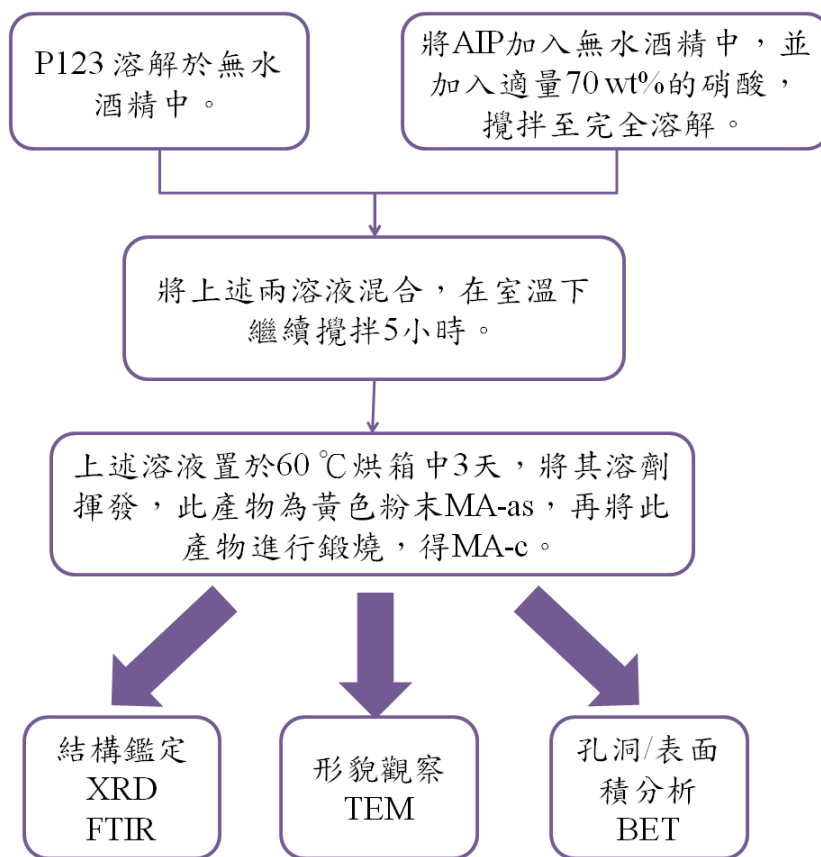 P123 溶解於無水
酒精中。
將AIP加入無水酒精中，並
加入適量70 wt%的硝酸，
攪拌至完全溶解。
將上述兩溶液混合，在室溫下
繼續攪拌5小時。
上述溶液置於60 ℃烘箱中3天，將其溶劑
揮發，此產物為黃色粉末MA-as，再將此
產物進行鍛燒，得MA-c。
結構鑑定
XRD
FTIR
形貌觀察
TEM
孔洞/表面
積分析
BET